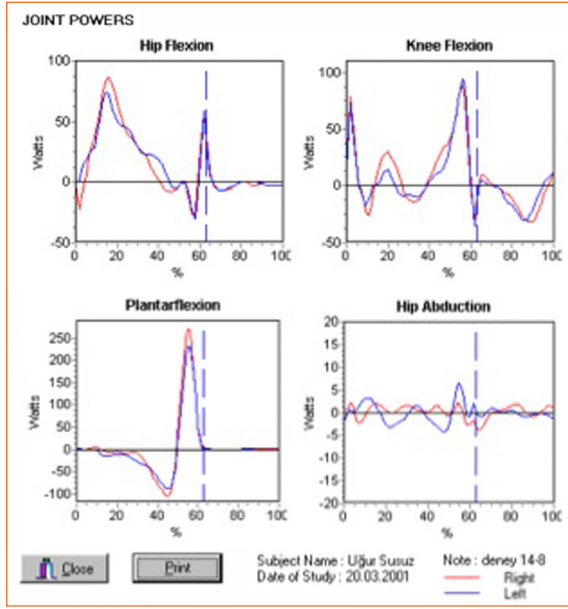 JOINT POWERS
Hip Flexion
100
50
0
-50
Watts
0 20 40 60 80 100
%
Knee Flexion
100
50
0
-50
Watts
0 20 40 60 80 100
%
Plantarflexion
250
200
150
100
50
0
-50
-100
Watts
0 20 40 60 80 100
%
Hip Abduction
20
15
10
5
0
-5
-10
-15
-20
Watts
0 20 40 60 80 100
%
Close
Print
Subject Name : Uğur Susuz
Date of Study : 20.03.2001
Note : deney 14-8
Right
Left